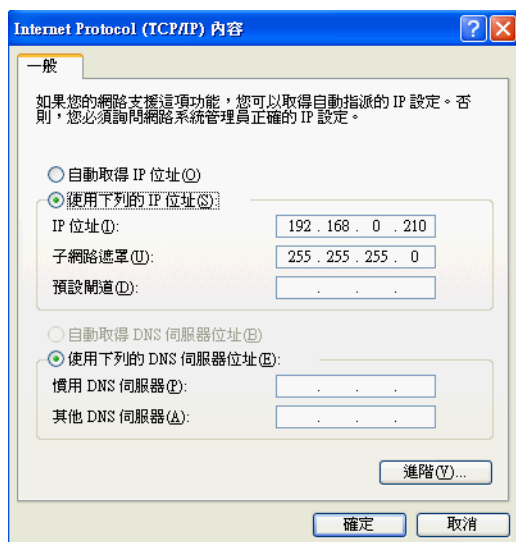 Internet Protocol (TCP/IP) 內容
一般
如果您的網路支援這項功能，您可以取得自動指派的 IP 設定。否
則，您必須詢問網路系統管理員正確的 IP 設定。
自動取得 IP 位址(O)
使用下列的 IP 位址(S):
IP 位址(I): 192 . 168 . 0 . 210
子網路遮罩(U): 255 . 255 . 255 . 0
預設閘道(D): . . .
自動取得 DNS 伺服器位址(B)
使用下列的 DNS 伺服器位址(E):
慣用 DNS 伺服器(P): . . .
其他 DNS 伺服器(A): . . .
進階(V)...
確定 取消